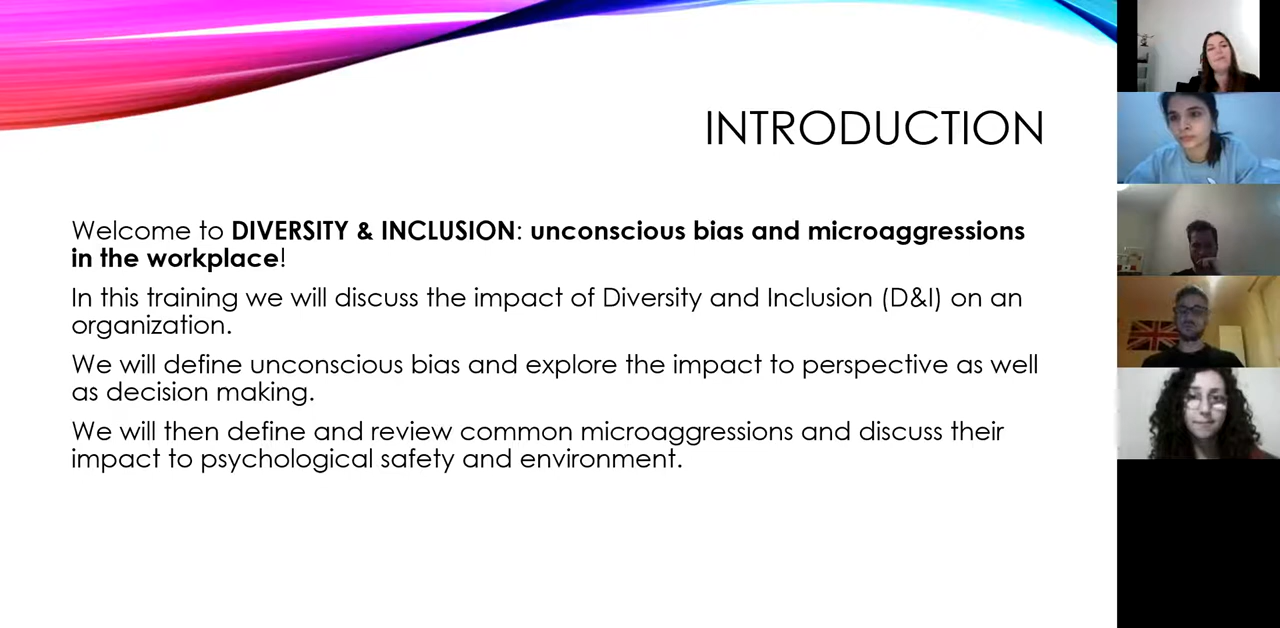 INTRODUCTION
Welcome to DIVERSITY & INCLUSION: unconscious bias and microaggressions
in the workplace!
In this training we will discuss the impact of Diversity and Inclusion (D&I) on an
organization.
We will define unconscious bias and explore the impact to perspective as well
as decision making.
We will then define and review common microaggressions and discuss their
impact to psychological safety and environment.